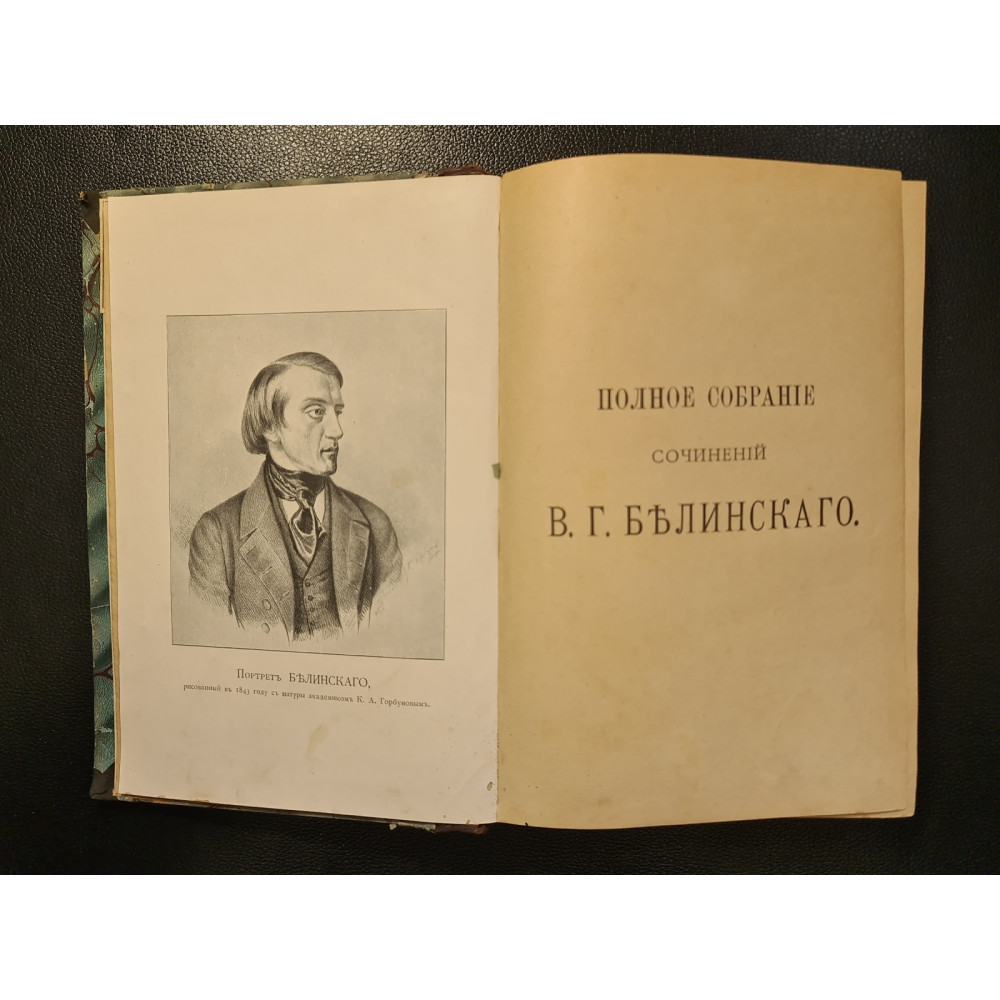 Портретъ БѢЛИНСКАГО,
рисованный въ 1843 году съ натуры академикомъ К. А. Горбуновымъ.
ПОЛНОЕ СОБРАНІЕ
СОЧИНЕНІЙ
В. Г. БѢЛИНСКАГО.